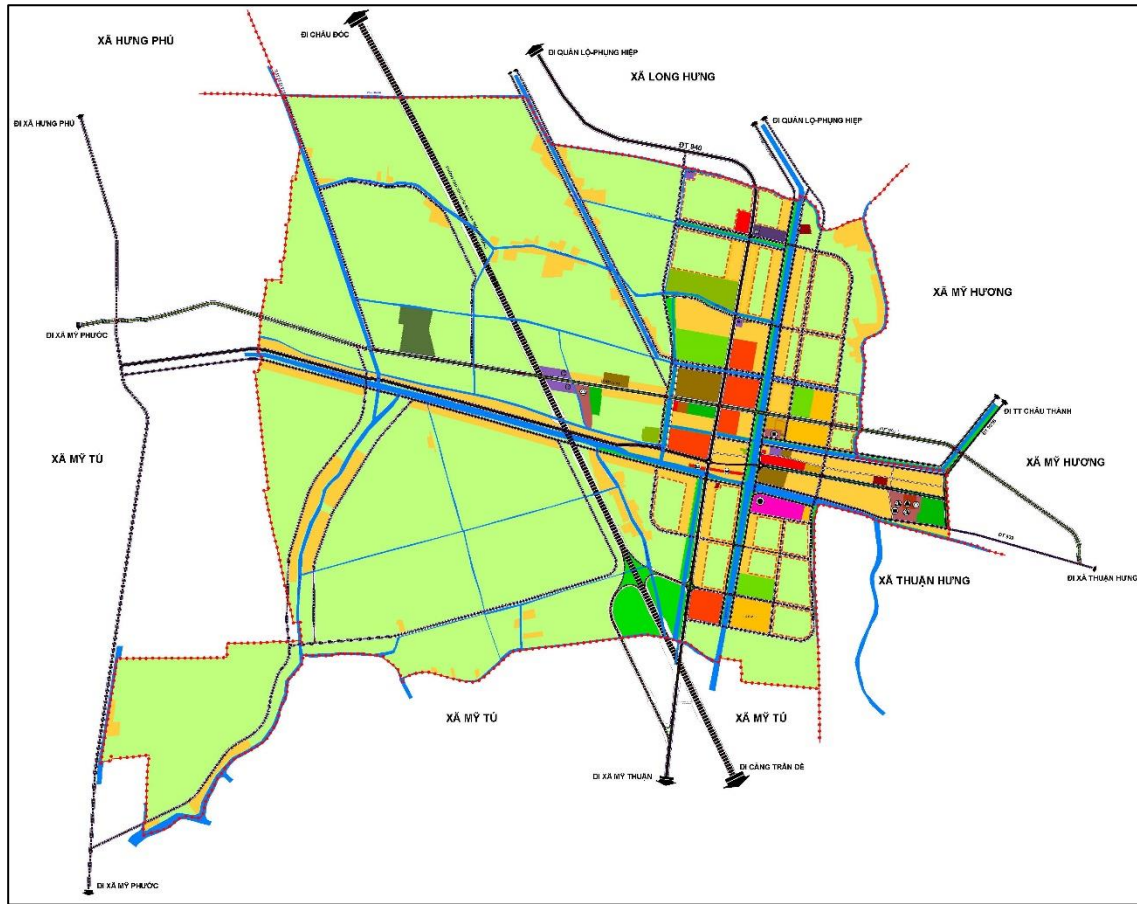 ĐI CHÂU ĐỐC
XÃ HƯNG PHÚ
ĐI QUẢN LỘ-PHỤNG HIỆP
XÃ LONG HƯNG
ĐI XÃ HƯNG PHÚ
ĐI QUẢN LỘ-PHỤNG HIỆP
ĐT 940
XÃ MỸ HƯƠNG
ĐI XÃ MỸ PHƯỚC
ĐI TT CHÂU THÀNH
XÃ MỸ TÚ
XÃ MỸ HƯƠNG
XÃ THUẬN HƯNG
ĐI XÃ THUẬN HƯNG
XÃ MỸ TÚ
XÃ MỸ TÚ
ĐI XÃ MỸ THUẬN
ĐI CẢNG TRẦN ĐỀ
ĐI XÃ MỸ PHƯỚC